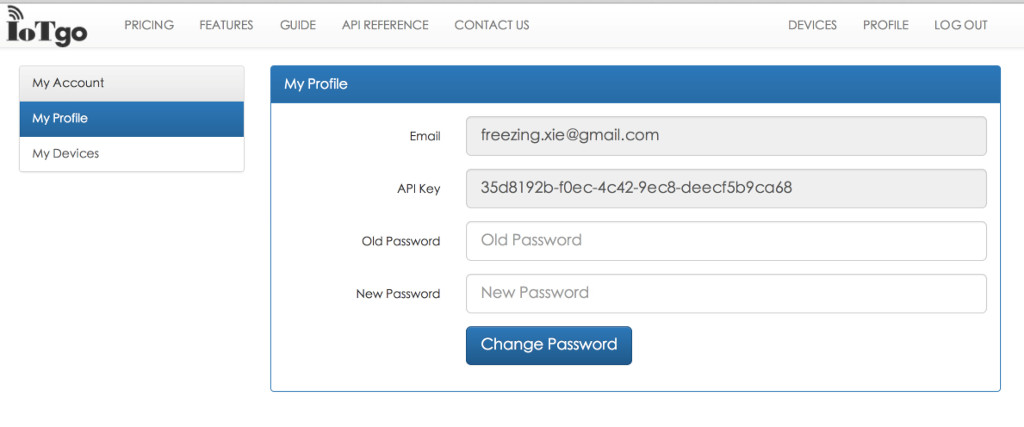 IoTgo PRICING FEATURES GUIDE API REFERENCE CONTACT US DEVICES PROFILE LOG OUT
My Account
My Profile
My Devices
My Profile
Email freezing.xie@gmail.com
API Key 35d8192b-f0ec-4c42-9ec8-deecf5b9ca68
Old Password Old Password
New Password New Password
Change Password